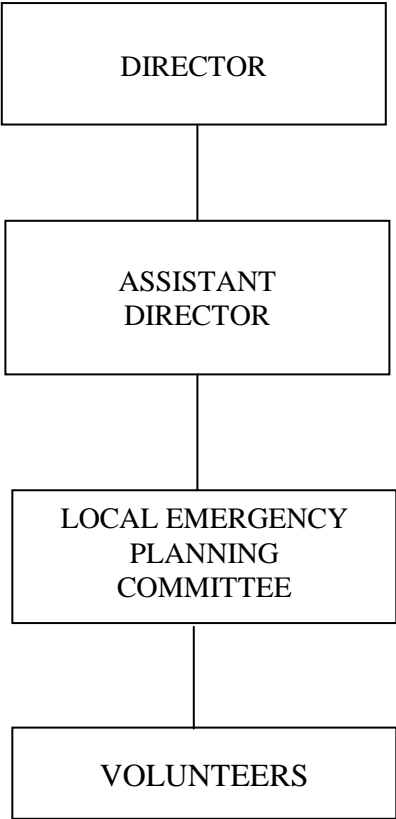 DIRECTOR
ASSISTANT
DIRECTOR
LOCAL EMERGENCY
PLANNING
COMMITTEE
VOLUNTEERS